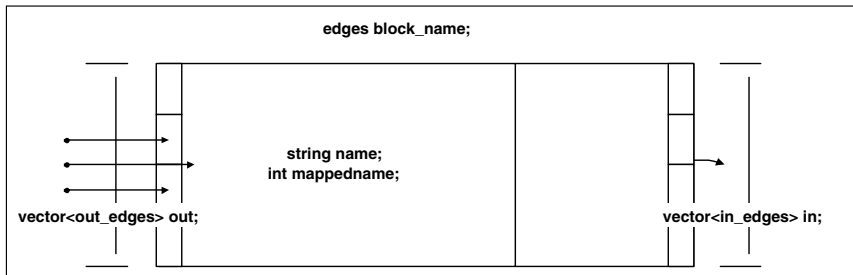 edges block_name;
string name;
int mappedname;
vector<out_edges> out;
vector<in_edges> in;